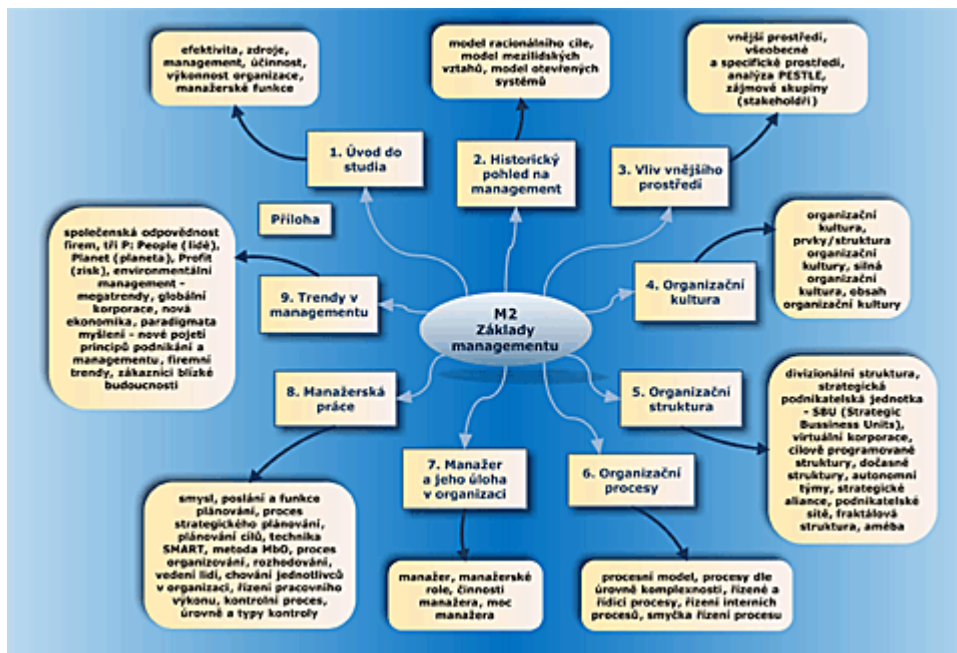 efektivita, zdroje,
management, účinnost,
výkonnost organizace,
manažerské funkce
model racionálního cíle,
model mezilidských
vztahů, model otevřených
systémů
vnější prostředí,
všeobecné
a specifické prostředí,
analýza PESTLE,
zájmové skupiny
(stakeholdři)
1. Úvod do
studia
2. Historický
pohled na
management
3. Vliv vnějšího
prostředí
Příloha
společenská odpovědnost
firem, tři P: People (lidé),
Planet (planeta), Profit
(zisk), environmentální
management -
megatrendy, globální
korporace, nová
ekonomika, paradigmata
myšlení - nové pojetí
principů podnikání a
managementu, firemní
trendy, zákazníci blízké
budoucnosti
9. Trendy v
managementu
M2
Základy
managementu
4. Organizační
kultura
organizační
kultura,
prvky/struktura
organizační
kultury, silná
organizační
kultura, obsah
organizační kultury
8. Manažerská
práce
5. Organizační
struktura
divizionální struktura,
strategická
podnikatelská jednotka
- SBU (Strategic
Bussiness Units),
virtuální korporace,
cílově programované
struktury, dočasné
struktury, autonomní
týmy, strategické
aliance, podnikatelské
sítě, fraktálová
struktura, améba
7. Manažer
a jeho úloha
v organizaci
6. Organizační
procesy
smysl, poslání a funkce
plánování, proces
strategického plánování,
plánování cílů, technika
SMART, metoda MbO, proces
organizování, rozhodování,
vedení lidí, chování jednotlivců
v organizaci, řízení pracovního
výkonu, kontrolní proces,
úrovně a typy kontroly
manažer, manažerské
role, činnosti
manažera, moc
manažera
procesní model, procesy dle
úrovně komplexnosti, řízené a
řídící procesy, řízení interních
procesů, smyčka řízení procesu